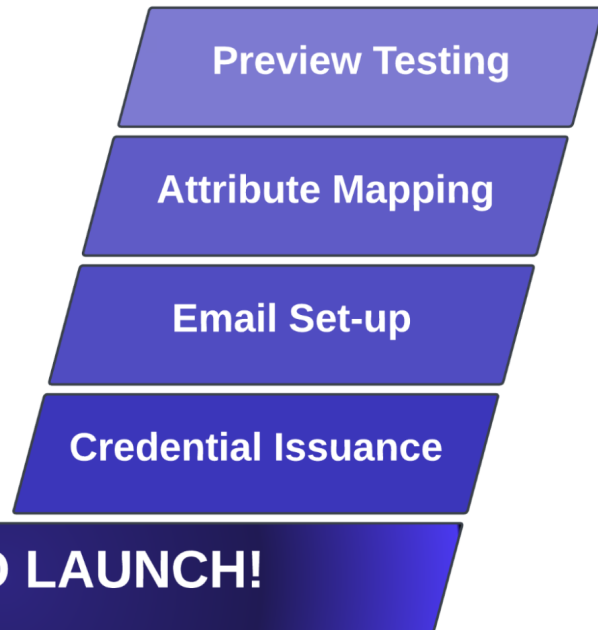 Preview Testing
Attribute Mapping
Email Set-up
Credential Issuance
LAUNCH!